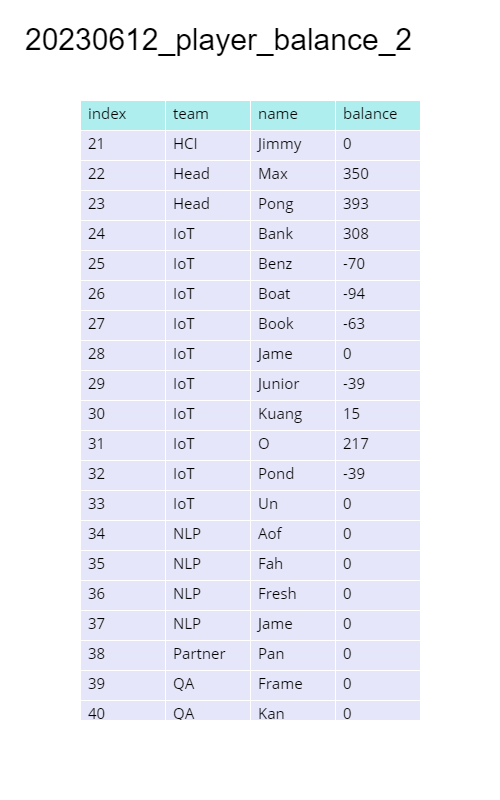 20230612_player_balance_2
index team name balance
21 HCI Jimmy 0
22 Head Max 350
23 Head Pong 393
24 IoT Bank 308
25 IoT Benz -70
26 IoT Boat -94
27 IoT Book -63
28 IoT Jame 0
29 IoT Junior -39
30 IoT Kuang 15
31 IoT O 217
32 IoT Pond -39
33 IoT Un 0
34 NLP Aof 0
35 NLP Fah 0
36 NLP Fresh 0
37 NLP Jame 0
38 Partner Pan 0
39 QA Frame 0
40 QA Kan 0